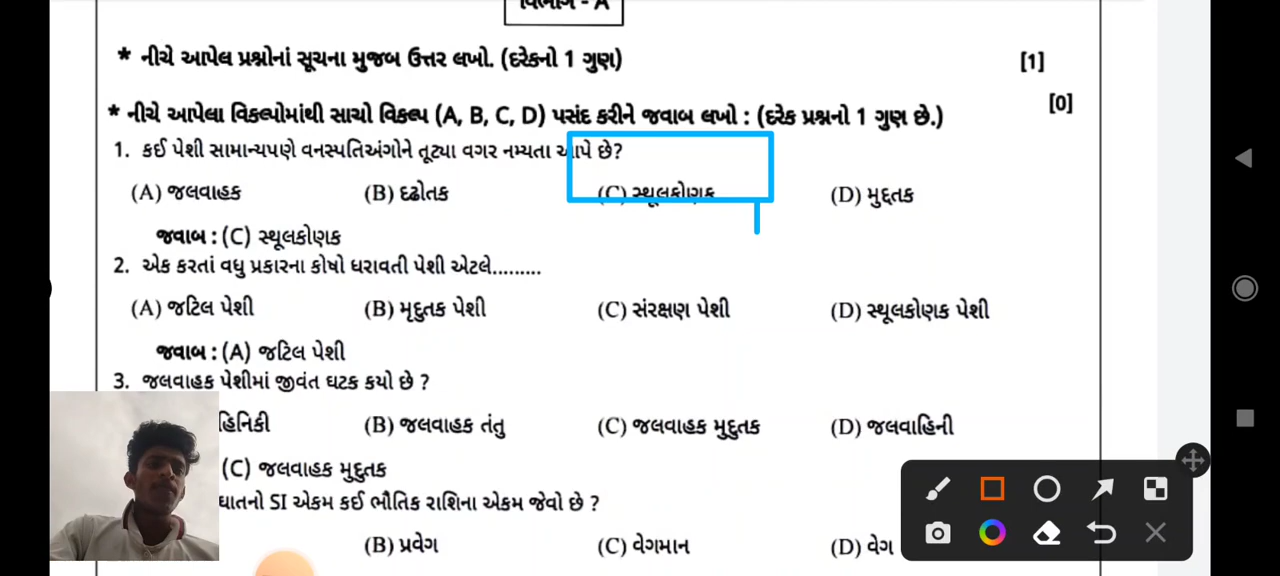 વિભાગ - A
* નીચે આપેલ પ્રશ્નોનાં સૂચના મુજબ ઉત્તર લખો. (દરેકનો 1 ગુણ) [1]
* નીચે આપેલા વિકલ્પોમાંથી સાચો વિકલ્પ (A, B, C, D) પસંદ કરીને જવાબ લખો : (દરેક પ્રશ્નનો 1 ગુણ છે.) [0]
1. કઈ પેશી સામાન્યપણે વનસ્પતિઅંગોને તૂટ્યા વગર નમ્યતા આપે છે?
(A) જલવાહક (B) દઢોતક (C) સ્થૂલકોણક (D) મુદ્દતક
જવાબ : (C) સ્થૂલકોણક
2. એક કરતાં વધુ પ્રકારના કોષો ધરાવતી પેશી એટલે.........
(A) જટિલ પેશી (B) મૃદુતક પેશી (C) સંરક્ષણ પેશી (D) સ્થૂલકોણક પેશી
જવાબ : (A) જટિલ પેશી
3. જલવાહક પેશીમાં જીવંત ઘટક કયો છે ?
હિનિકી (B) જલવાહક તંતુ (C) જલવાહક મુદુતક (D) જલવાહિની
(C) જલવાહક મુદુતક
ઘાતનો SI એકમ કઈ ભૌતિક રાશિના એકમ જેવો છે ?
(B) પ્રવેગ (C) વેગમાન (D) વેગ